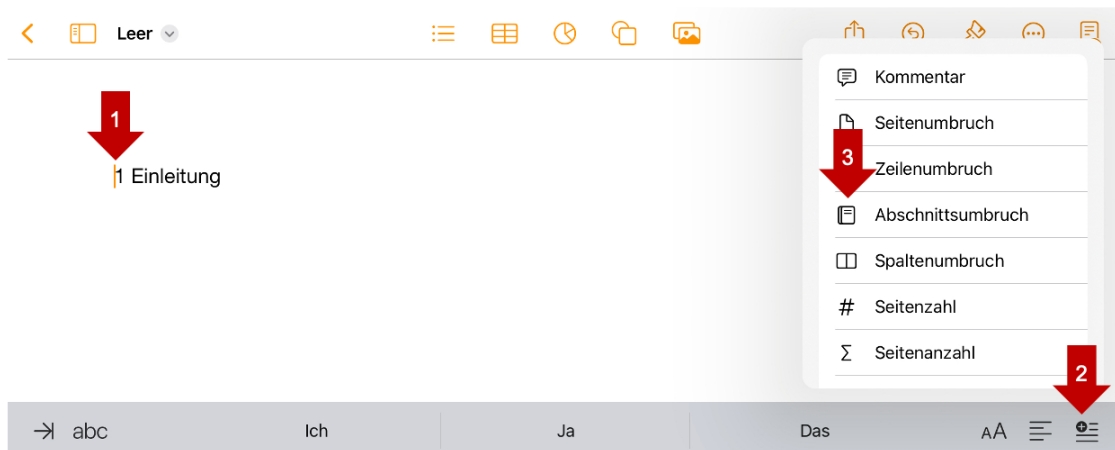 Leer
1
1 Einleitung
Kommentar
Seitenumbruch
3
Zeilenumbruch
Abschnittsumbruch
Spaltenumbruch
# Seitenzahl
Σ Seitenanzahl
2
abc
Ich
Ja
Das
AA